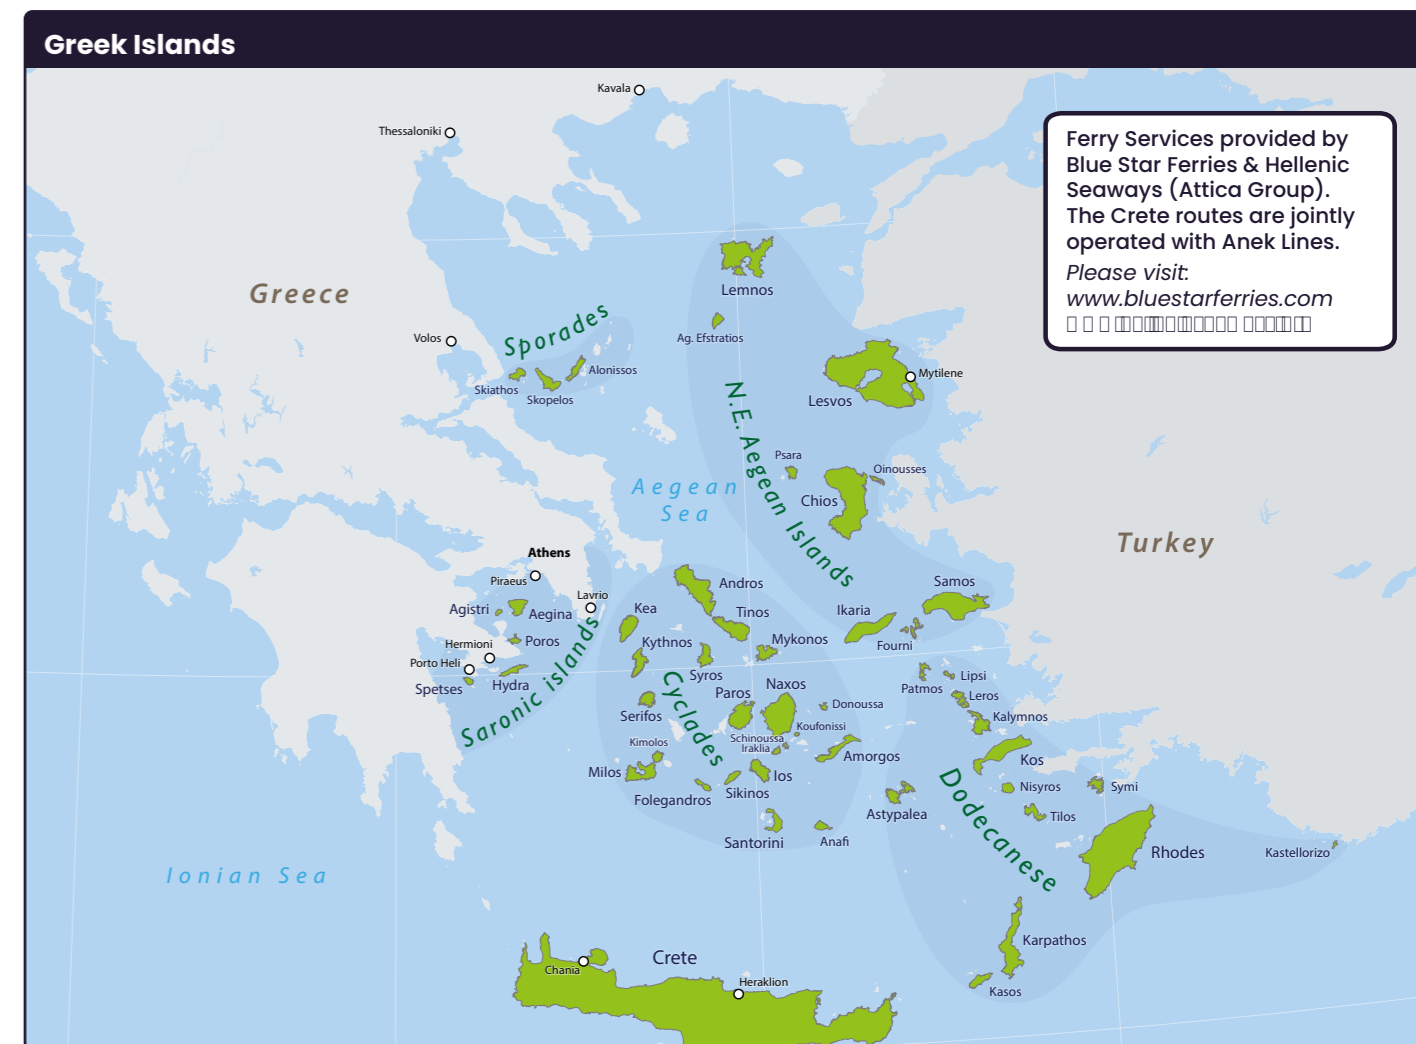 Greek Islands
Kavala
Thessaloniki
Ferry Services provided by
Blue Star Ferries & Hellenic
Seaways (Attica Group).
The Crete routes are jointly
operated with Anek Lines.
Please visit:
www.bluestarferries.com
Greece
Lemnos
Sporades
Volos
Ag. Efstratios
Alonissos
Skiathos
Skopelos
Mytilene
Lesvos
N.E. Aegean Islands
Psara
Oinousses
Chios
Aegean
Sea
Turkey
Athens
Piraeus
Lavrio
Agistri
Aegina
Poros
Hermioni
Porto Heli
Spetses
Hydra
Saronic islands
Andros
Tinos
Kea
Kythnos
Mykonos
Syros
Ikaria
Samos
Fourni
Cyclades
Paros
Naxos
Serifos
Donoussa
Koufonissi
Schinoussa
Iraklia
Kimolos
Milos
Amorgos
Ios
Sikinos
Folegandros
Santorini
Anafi
Patmos
Lipsi
Leros
Kalymnos
Kos
Nisyros
Symi
Tilos
Astypalea
Dodecanese
Rhodes
Kastellorizo
Ionian Sea
Karpathos
Kasos
Crete
Chania
Heraklion